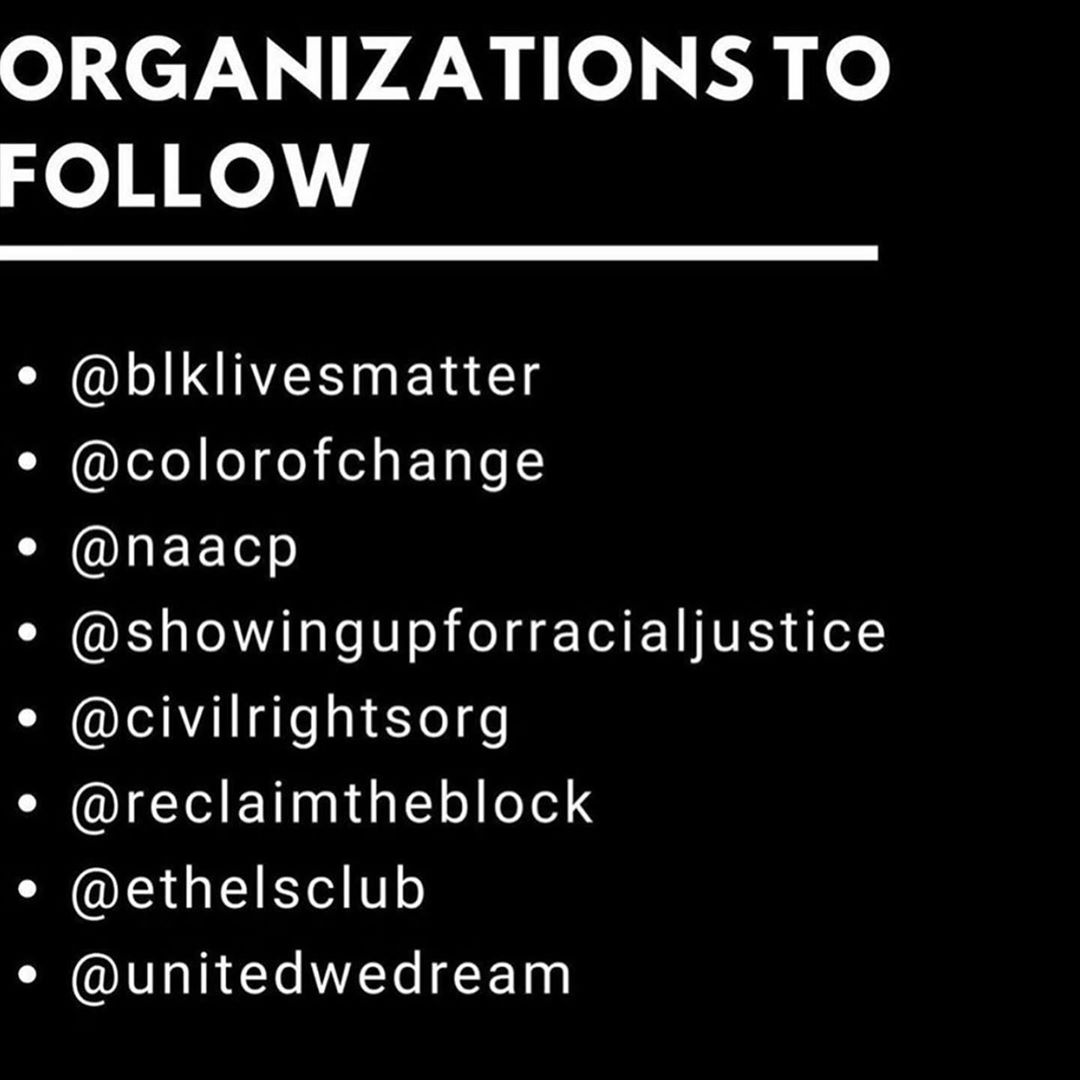 ORGANIZATIONS TO
FOLLOW
• @blklivesmatter
• @colorofchange
• @naacp
• @showingupforracialjustice
• @civilrightsorg
• @reclaimtheblock
• @ethelsclub
• @unitedwedream